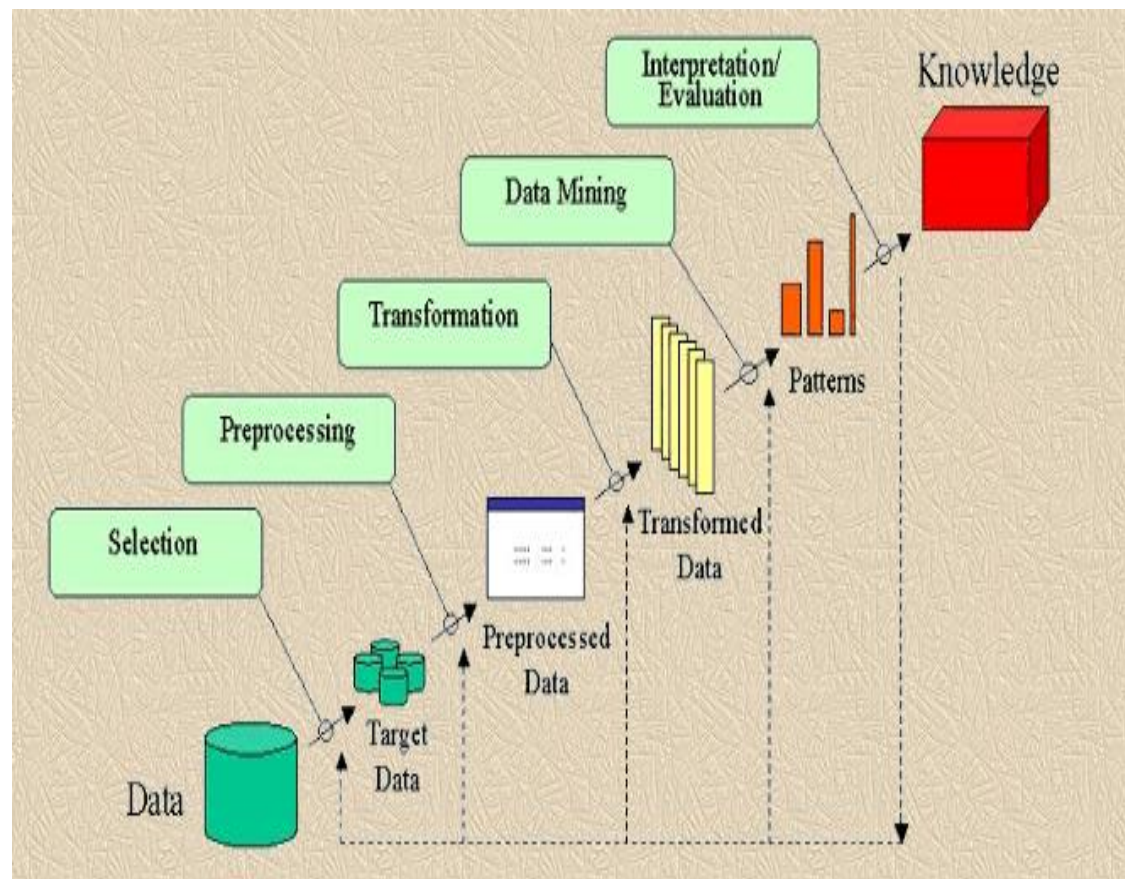 Interpretation/
Evaluation
Knowledge
Data Mining
Patterns
Transformation
Transformed
Data
Preprocessing
Preprocessed
Data
Selection
Target
Data
Data